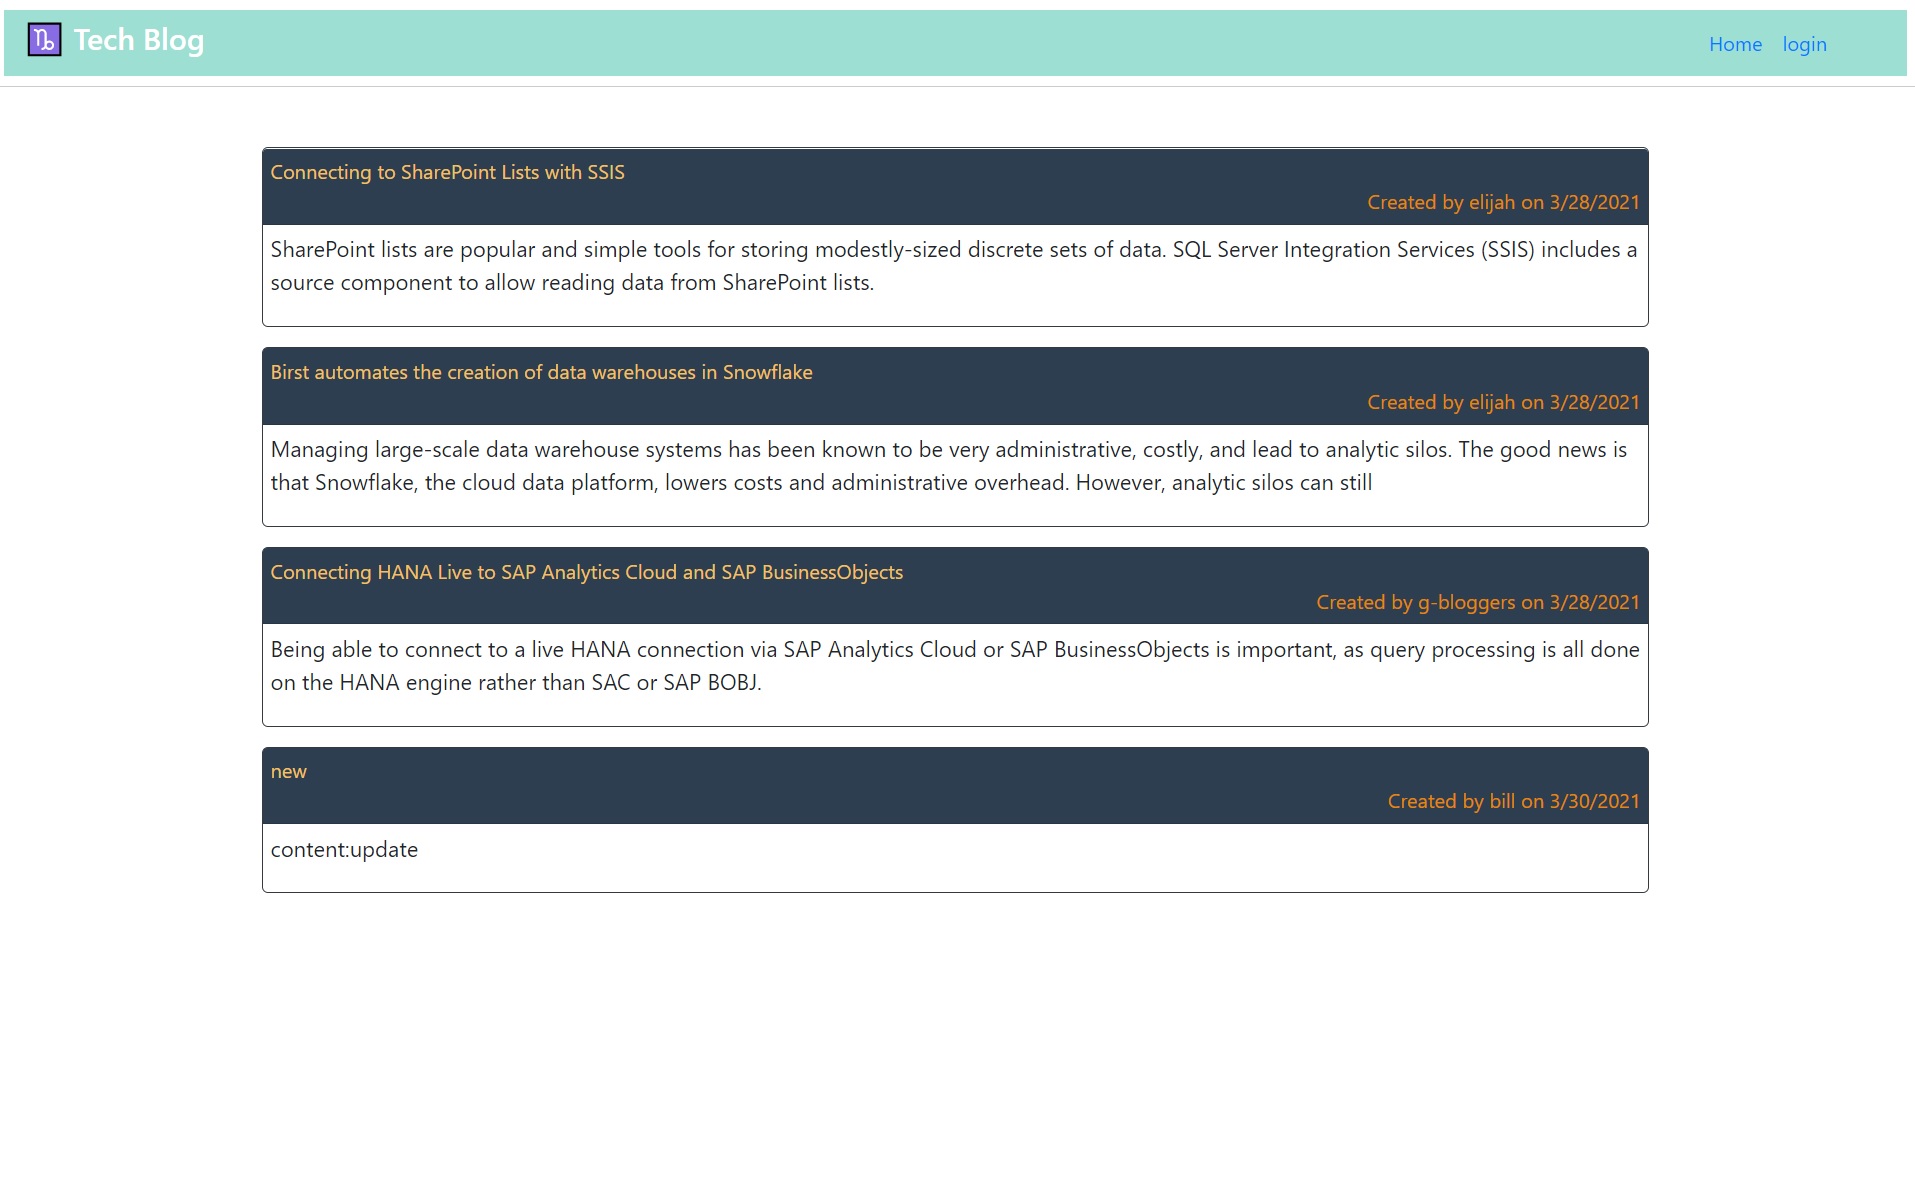 ♑ Tech Blog
Home login
Connecting to SharePoint Lists with SSIS
Created by elijah on 3/28/2021
SharePoint lists are popular and simple tools for storing modestly-sized discrete sets of data. SQL Server Integration Services (SSIS) includes a
source component to allow reading data from SharePoint lists.
Birst automates the creation of data warehouses in Snowflake
Created by elijah on 3/28/2021
Managing large-scale data warehouse systems has been known to be very administrative, costly, and lead to analytic silos. The good news is
that Snowflake, the cloud data platform, lowers costs and administrative overhead. However, analytic silos can still
Connecting HANA Live to SAP Analytics Cloud and SAP BusinessObjects
Created by g-bloggers on 3/28/2021
Being able to connect to a live HANA connection via SAP Analytics Cloud or SAP BusinessObjects is important, as query processing is all done
on the HANA engine rather than SAC or SAP BOBJ.
new
Created by bill on 3/30/2021
content:update